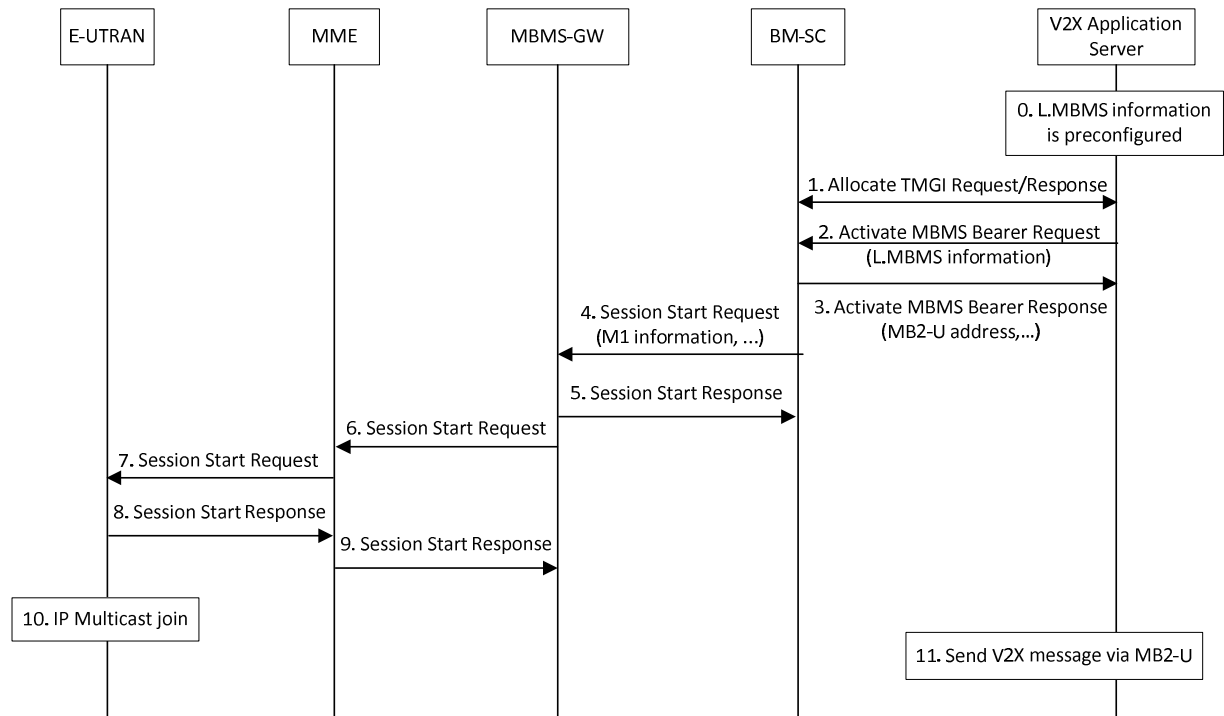 E-UTRAN
MME
MBMS-GW
BM-SC
V2X Application
Server
0. L.MBMS information
is preconfigured
1. Allocate TMGI Request/Response
2. Activate MBMS Bearer Request
(L.MBMS information)
3. Activate MBMS Bearer Response
(MB2-U address,...)
4. Session Start Request
(M1 information, ...)
5. Session Start Response
6. Session Start Request
7. Session Start Request
8. Session Start Response
9. Session Start Response
10. IP Multicast join
11. Send V2X message via MB2-U